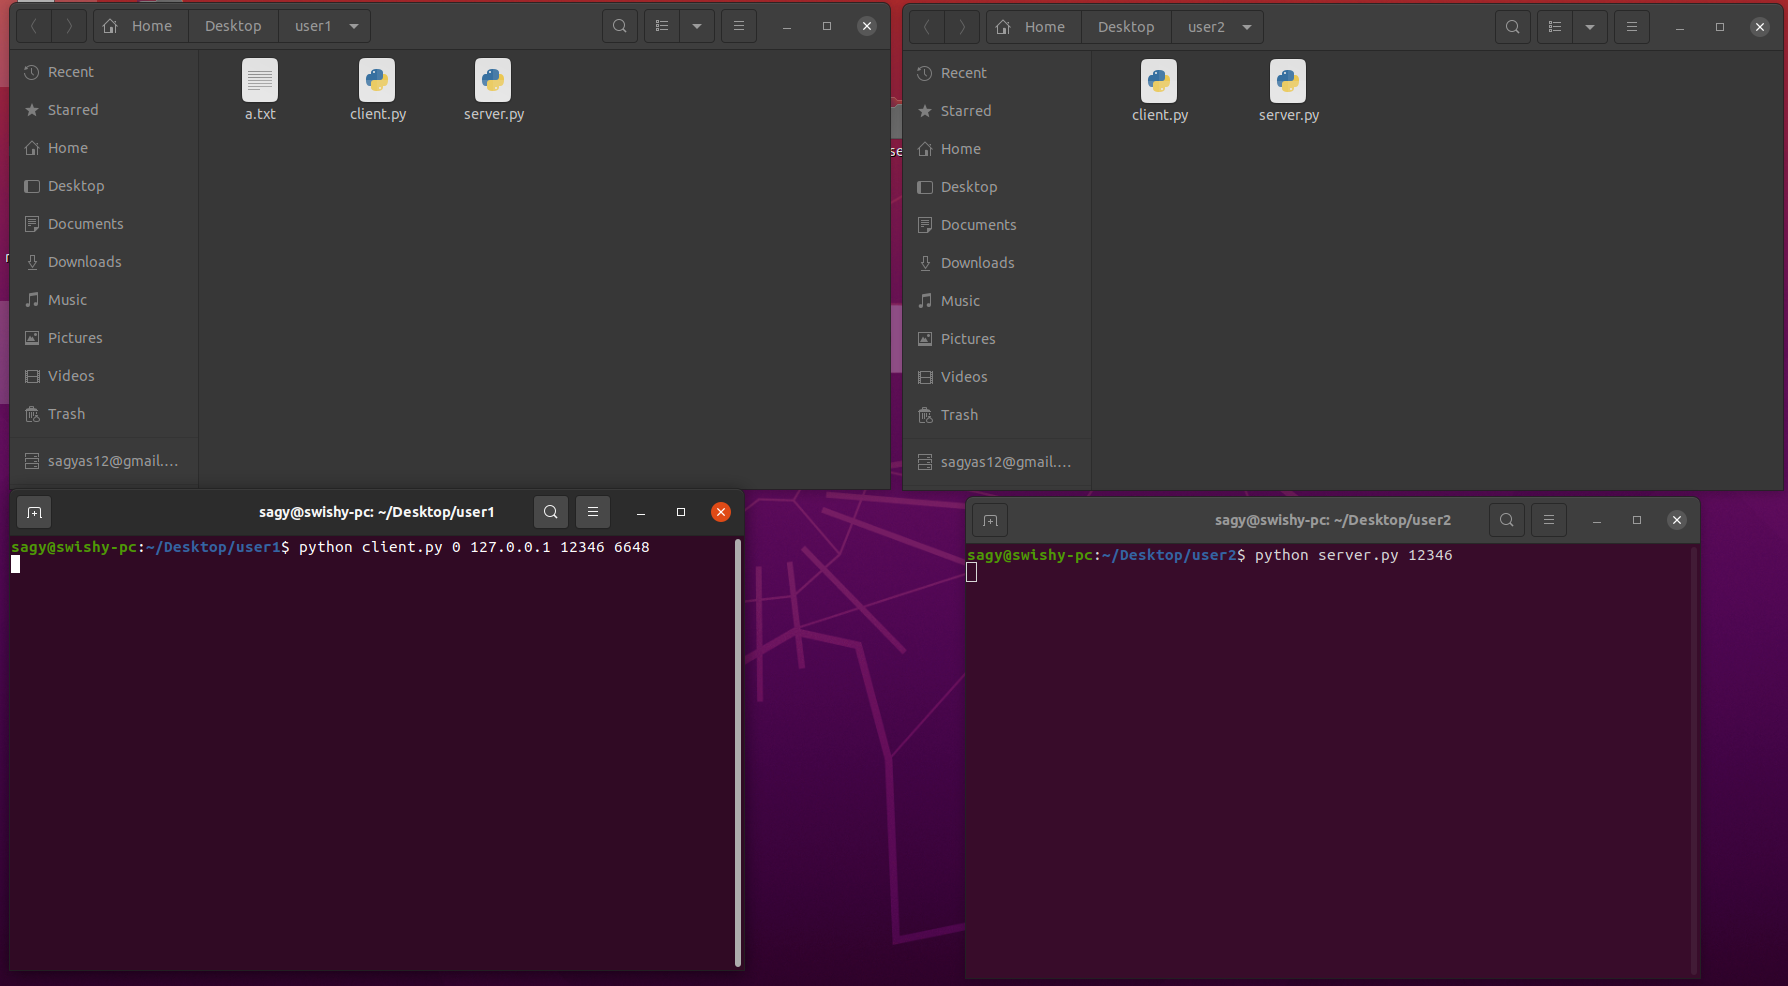 Home Desktop user1
Recent
Starred
Home
Desktop
Documents
Downloads
Music
Pictures
Videos
Trash
sagyas12@gmail.…
a.txt client.py server.py
Home Desktop user2
Recent
Starred
Home
Desktop
Documents
Downloads
Music
Pictures
Videos
Trash
sagyas12@gmail.…
client.py server.py
se
sagy@swishy-pc: ~/Desktop/user1
sagy@swishy-pc:~/Desktop/user1$ python client.py 0 127.0.0.1 12346 6648
sagy@swishy-pc: ~/Desktop/user2
sagy@swishy-pc:~/Desktop/user2$ python server.py 12346